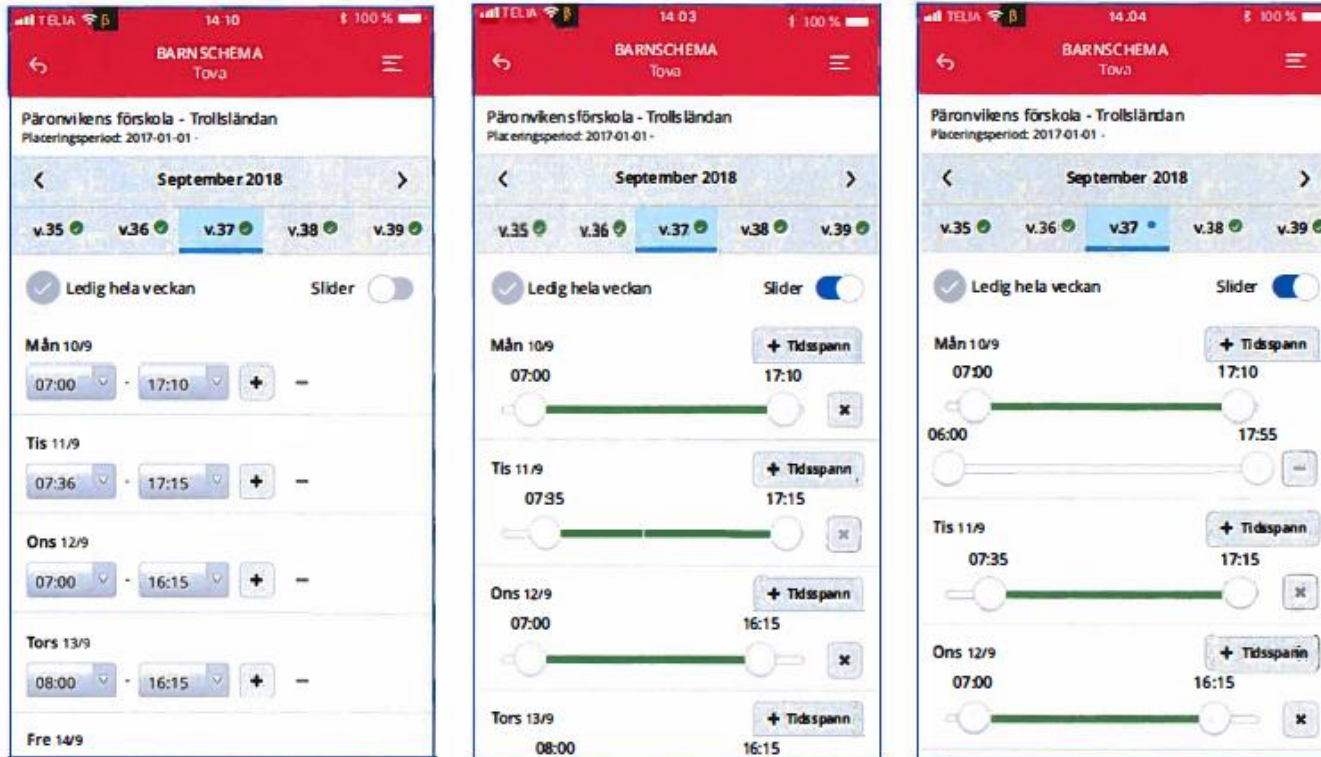 TELIA β 14 10 100 %
BARNSCHEMA
Tova
Päronvikens förskola - Trollsländan
Placeringsperiod: 2017-01-01 -
September 2018
v.35 v.36 v.37 v.38 v.39
Ledig hela veckan Slider
Mån 10/9
07:00 - 17:10 + -
Tis 11/9
07:36 - 17:15 + -
Ons 12/9
07:00 - 16:15 + -
Tors 13/9
08:00 - 16:15 + -
Fre 14/9
TELIA β 14 03 100 %
BARNSCHEMA
Tova
Päronvikens förskola - Trollsländan
Placeringsperiod: 2017-01-01 -
September 2018
v.35 v.36 v.37 v.38 v.39
Ledig hela veckan Slider
Mån 10/9 + Tidsspann
07:00 17:10
Tis 11/9 + Tidsspann
07:35 17:15
Ons 12/9 + Tidsspann
07:00 16:15
Tors 13/9 + Tidsspann
08:00 16:15
TELIA β 14.04 100 %
BARNSCHEMA
Tova
Päronvikens förskola - Trollsländan
Placeringsperiod: 2017-01-01 -
September 2018
v.35 v.36 v.37 v.38 v.39
Ledig hela veckan Slider
Mån 10/9 + Tidsspann
07:00 17:10
06:00 17:55
Tis 11/9 + Tidsspann
07:35 17:15
Ons 12/9 + Tidsspann
07:00 16:15